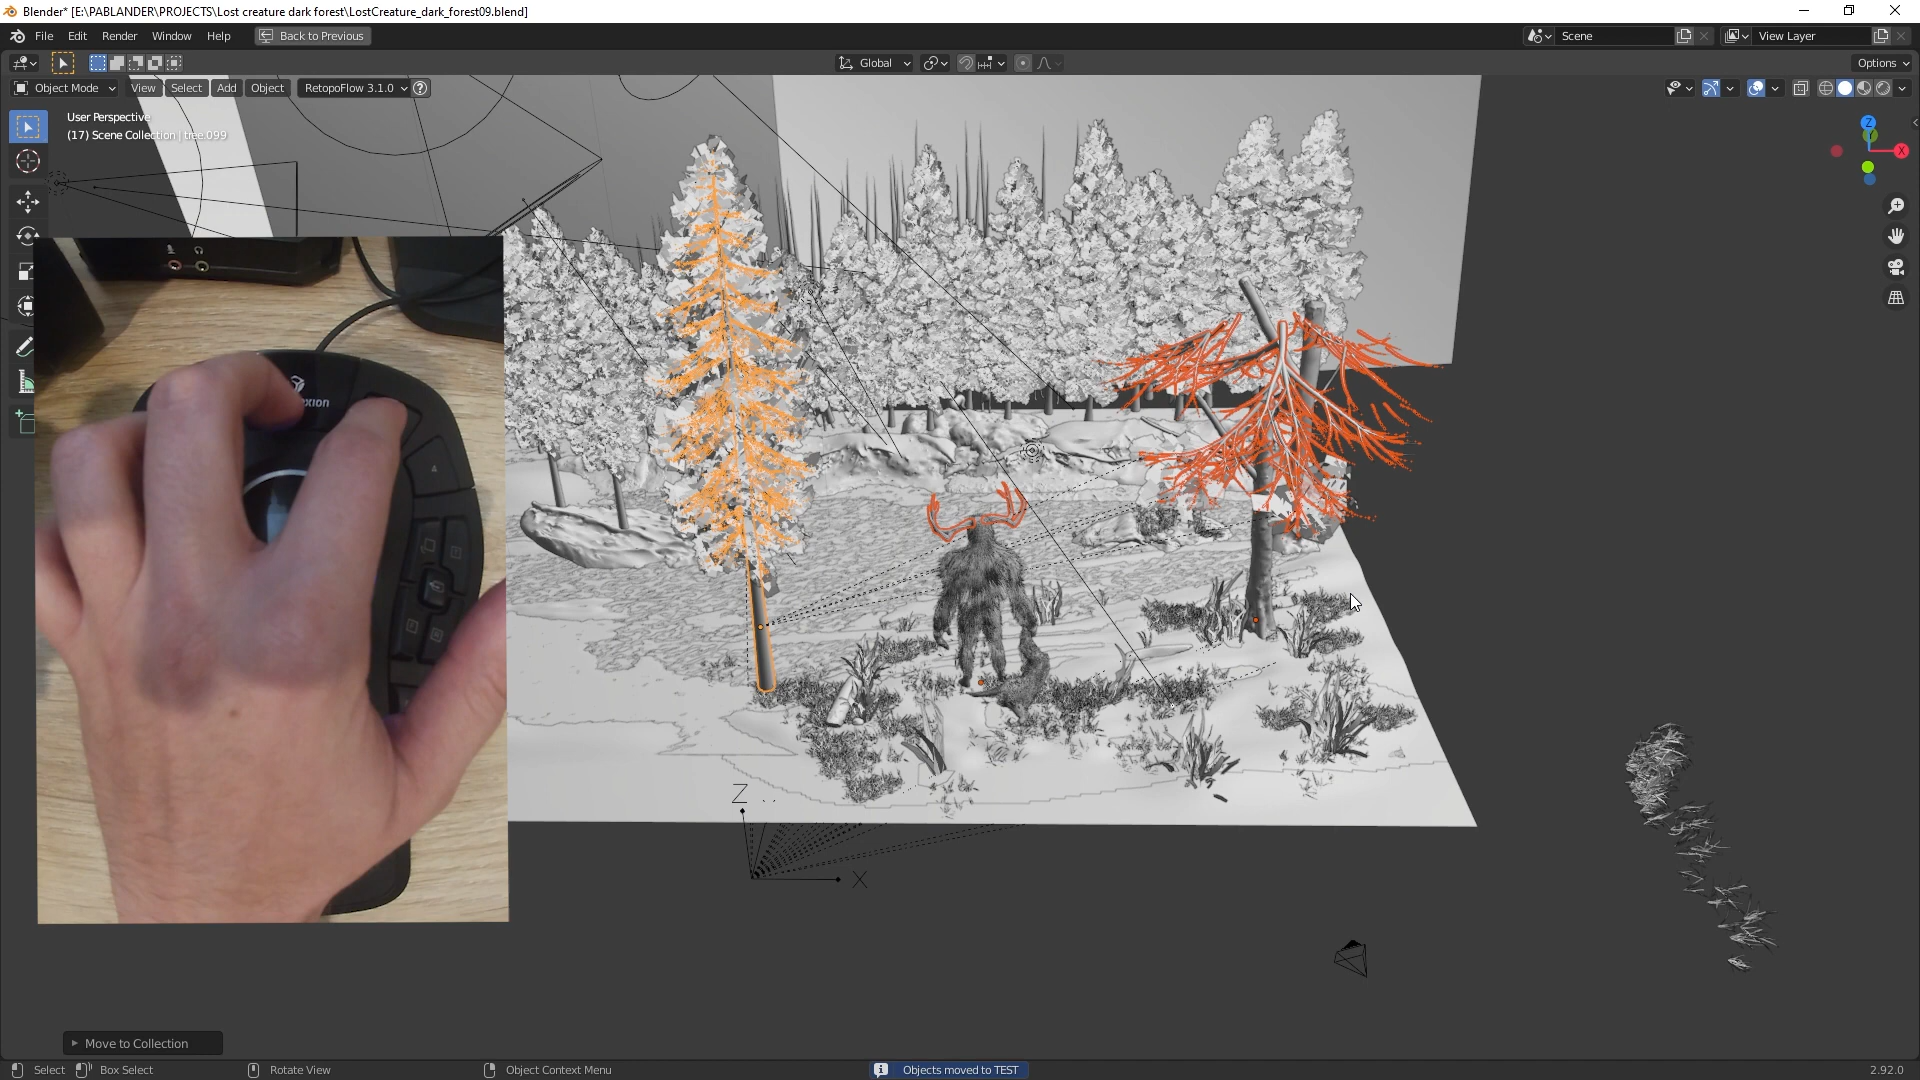 Blender* [E:\PABLANDER\PROJECTS\Lost creature dark forest\LostCreature_dark_forest09.blend]
File Edit Render Window Help Back to Previous Scene View Layer
Global Options
Object Mode View Select Add Object RetopoFlow 3.1.0
User Perspective
(17) Scene Collection | tree.099
Z
Y
X
Z
X
Move to Collection
Select Box Select Rotate View Object Context Menu Objects moved to TEST 2.92.0